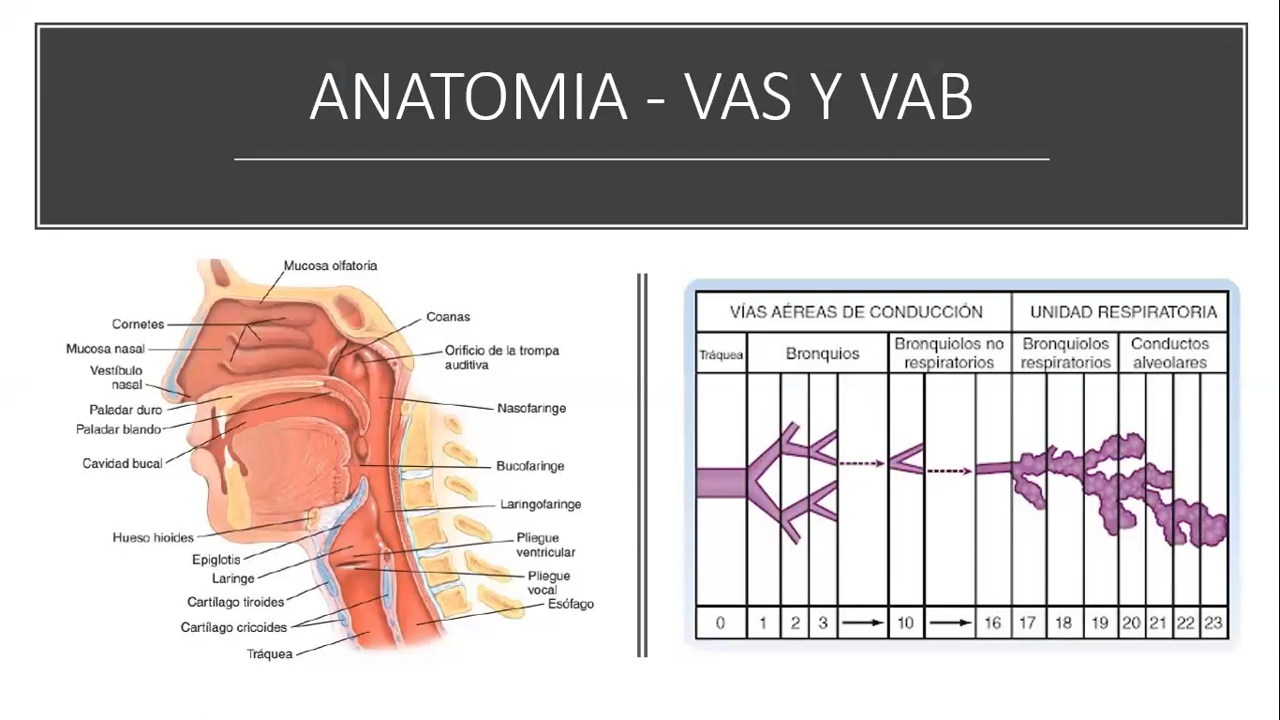 ANATOMIA - VAS Y VAB
Mucosa olfatoria
Cornetes
Mucosa nasal
Vestíbulo
nasal
Paladar duro
Paladar blando
Cavidad bucal
Hueso hioides
Epiglotis
Laringe
Cartílago tiroides
Cartílago cricoides
Tráquea
Coanas
Orificio de la trompa
auditiva
Nasofaringe
Bucofaringe
Laringofaringe
Pliegue
ventricular
Pliegue
vocal
Esófago
VÍAS AÉREAS DE CONDUCCIÓN
UNIDAD RESPIRATORIA
Tráquea
Bronquios
Bronquiolos no
respiratorios
Bronquiolos
respiratorios
Conductos
alveolares
0 1 2 3 10 16 17 18 19 20 21 22 23